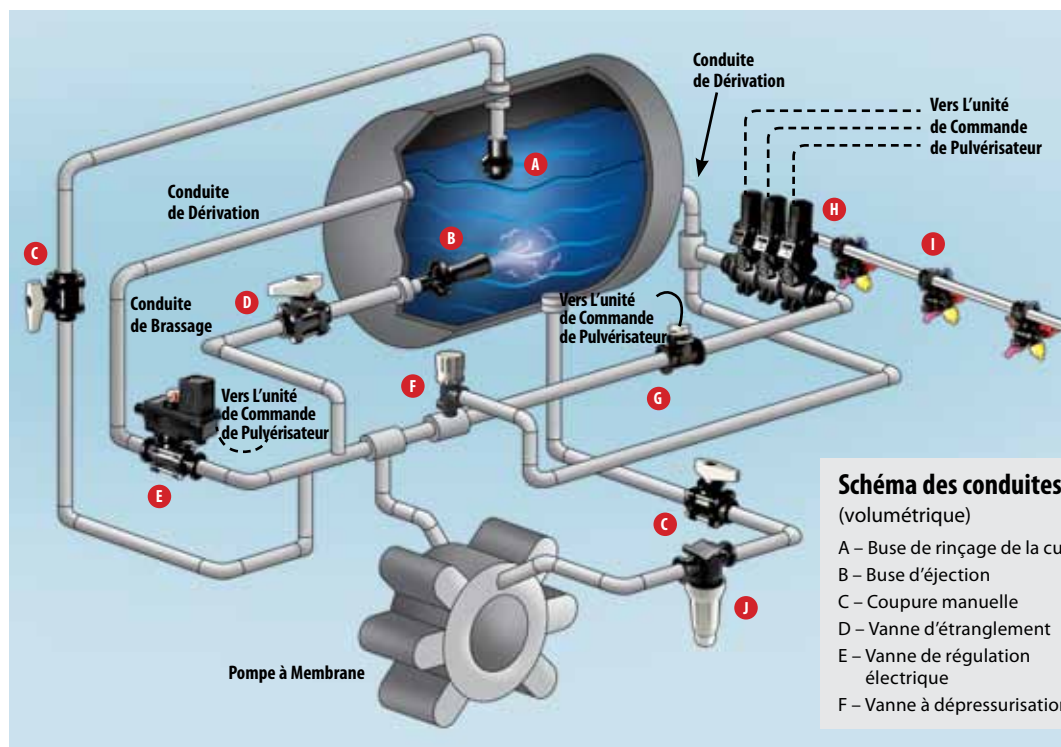 Conduite
de Dérivation
Vers L'unité
de Commande
de Pulvérisateur
A
H
Conduite
de Dérivation
B
I
C
D
Vers L'unité
de Commande
de Pulvérisateur
Conduite
de Brassage
F
G
Vers L'unité
de Commande
de Pulyérisateur
E
C
J
Pompe à Membrane
Schéma des conduites
(volumétrique)
A – Buse de rinçage de la cu
B – Buse d'éjection
C – Coupure manuelle
D – Vanne d'étranglement
E – Vanne de régulation
électrique
F – Vanne à dépressurisation